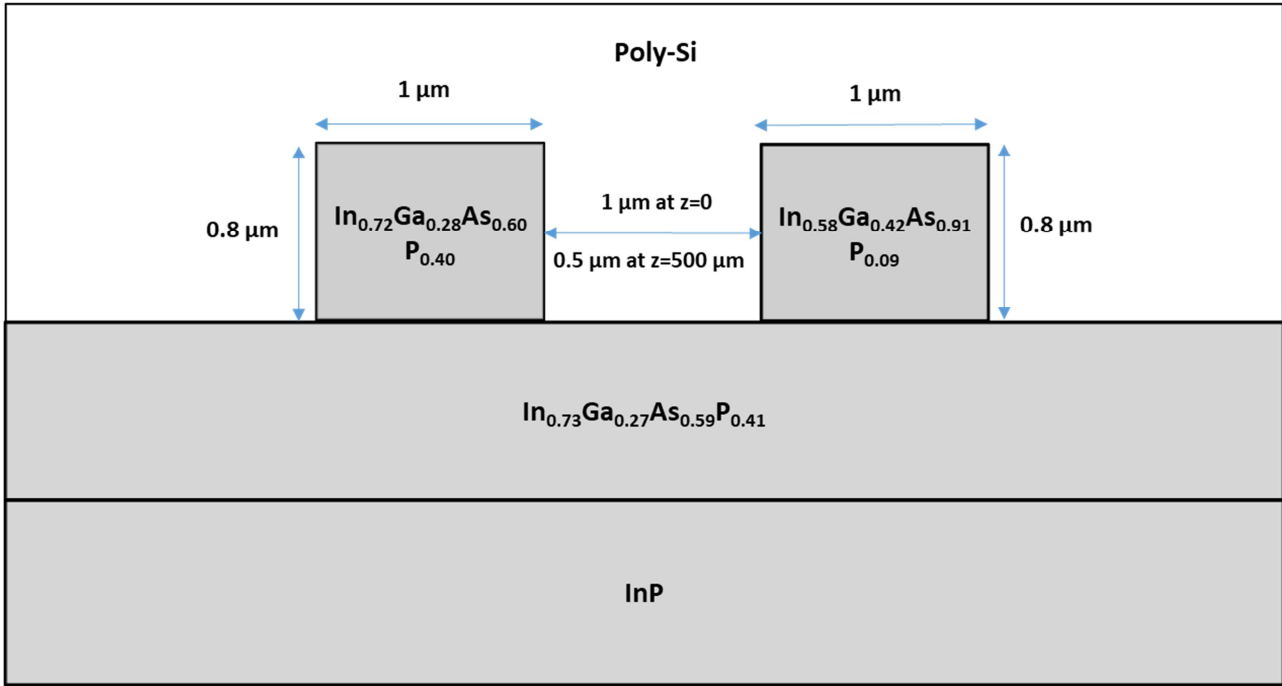 Poly-Si
1 μm
1 μm
0.8 μm
In₀.₇₂Ga₀.₂₈As₀.₆₀
P₀.₄₀
1 μm at z=0
0.5 μm at z=500 μm
In₀.₅₈Ga₀.₄₂As₀.₉₁
P₀.₀₉
0.8 μm
In₀.₇₃Ga₀.₂₇As₀.₅₉P₀.₄₁
InP